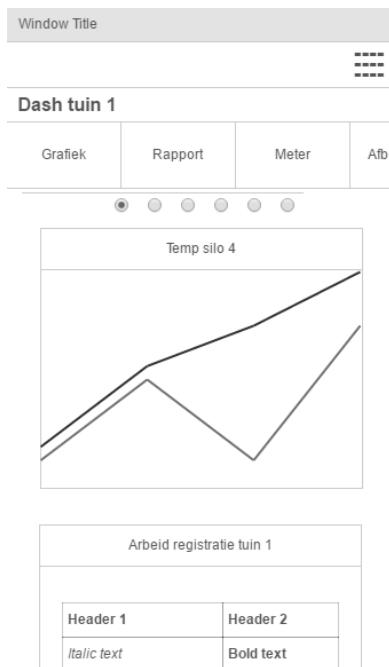 Window Title
Dash tuin 1
Grafiek Rapport Meter Afb
Temp silo 4
Arbeid registratie tuin 1
Header 1 Header 2
Italic text Bold text